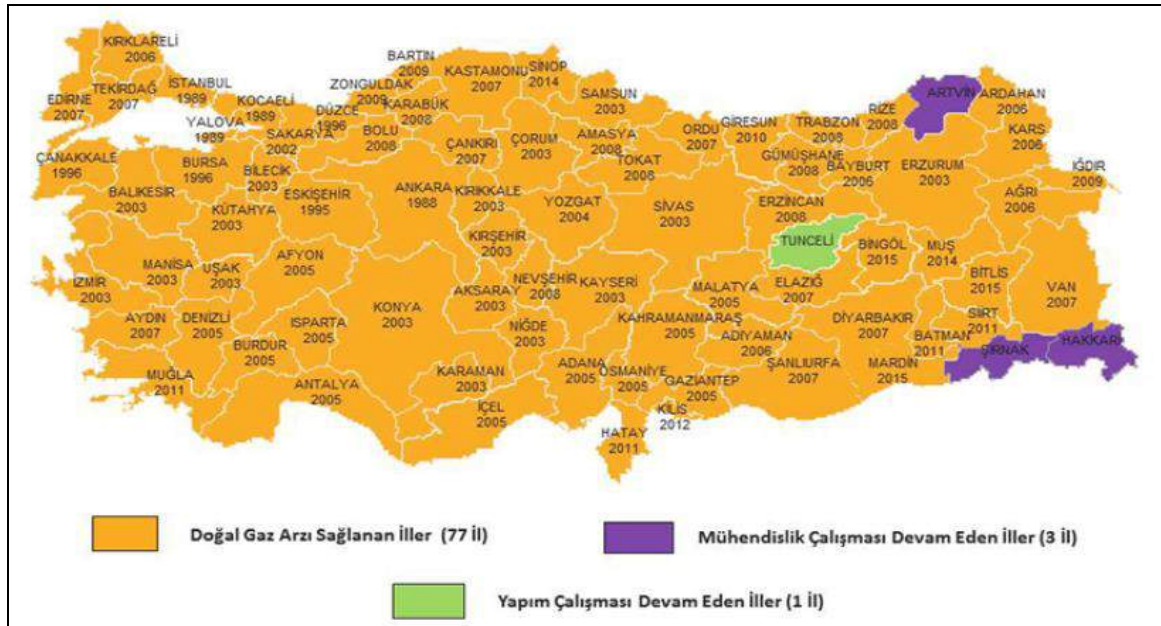 KIRKLARELİ
2006
EDİRNE
2007
TEKİRDAĞ
2007
İSTANBUL
1989
KOCAELİ
1989
YALOVA
1989
SAKARYA
2002
DÜZCE
1996
ZONGULDAK
2009
BARTIN
2009
KARABÜK
2008
BOLU
2008
KASTAMONU
2007
SİNOP
2014
SAMSUN
2003
ÇANKIRI
2007
ÇORUM
2003
AMASYA
2008
TOKAT
2008
ORDU
2007
GİRESUN
2010
TRABZON
2008
GÜMÜŞHANE
2008
BAYBURT
2006
RİZE
2008
ARTVİN
ARDAHAN
2006
KARS
2006
IĞDIR
2009
ERZURUM
2003
AĞRI
2006
ÇANAKKALE
1996
BALIKESİR
2003
BURSA
1996
BİLECİK
2003
KÜTAHYA
2003
ESKİŞEHİR
1995
ANKARA
1988
KIRIKKALE
2003
KIRŞEHİR
2003
YOZGAT
2004
SİVAS
2003
ERZİNCAN
2008
TUNCELİ
BİNGÖL
2015
MUŞ
2014
BİTLİS
2015
VAN
2007
İZMİR
2003
MANİSA
2003
UŞAK
2003
AFYON
2005
AYDIN
2007
DENİZLİ
2005
ISPARTA
2005
BURDUR
2005
MUĞLA
2011
ANTALYA
2005
KONYA
2003
AKSARAY
2003
NEVŞEHİR
2008
KAYSERİ
2003
NİĞDE
2003
KARAMAN
2003
İÇEL
2005
ADANA
2005
OSMANİYE
2005
KAHRAMANMARAŞ
2005
MALATYA
2005
ELAZIĞ
2007
ADIYAMAN
2006
GAZİANTEP
2005
KİLİS
2012
HATAY
2011
ŞANLIURFA
2007
DİYARBAKIR
2007
MARDİN
2015
BATMAN
2011
SİİRT
2011
ŞIRNAK
HAKKARİ
Doğal Gaz Arzı Sağlanan İller (77 İl)
Mühendislik Çalışması Devam Eden İller (3 İl)
Yapım Çalışması Devam Eden İller (1 İl)